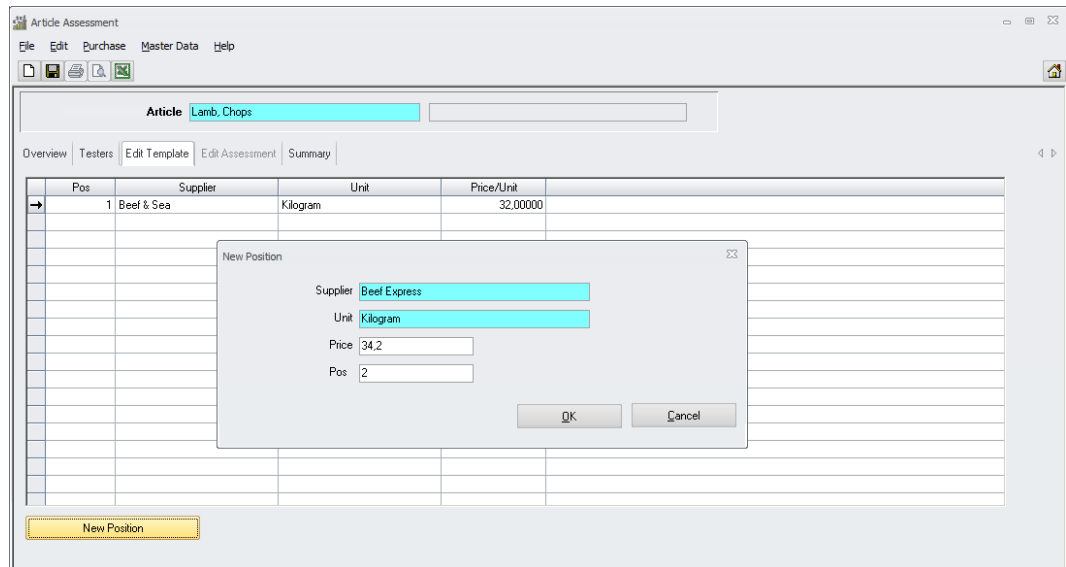 Article Assessment
File Edit Purchase Master Data Help
Article Lamb, Chops
Overview Testers Edit Template Edit Assessment Summary
Pos Supplier Unit Price/Unit
1 Beef & Sea Kilogram 32,00000
New Position
Supplier Beef Express
Unit Kilogram
Price 34,2
Pos 2
OK Cancel
New Position